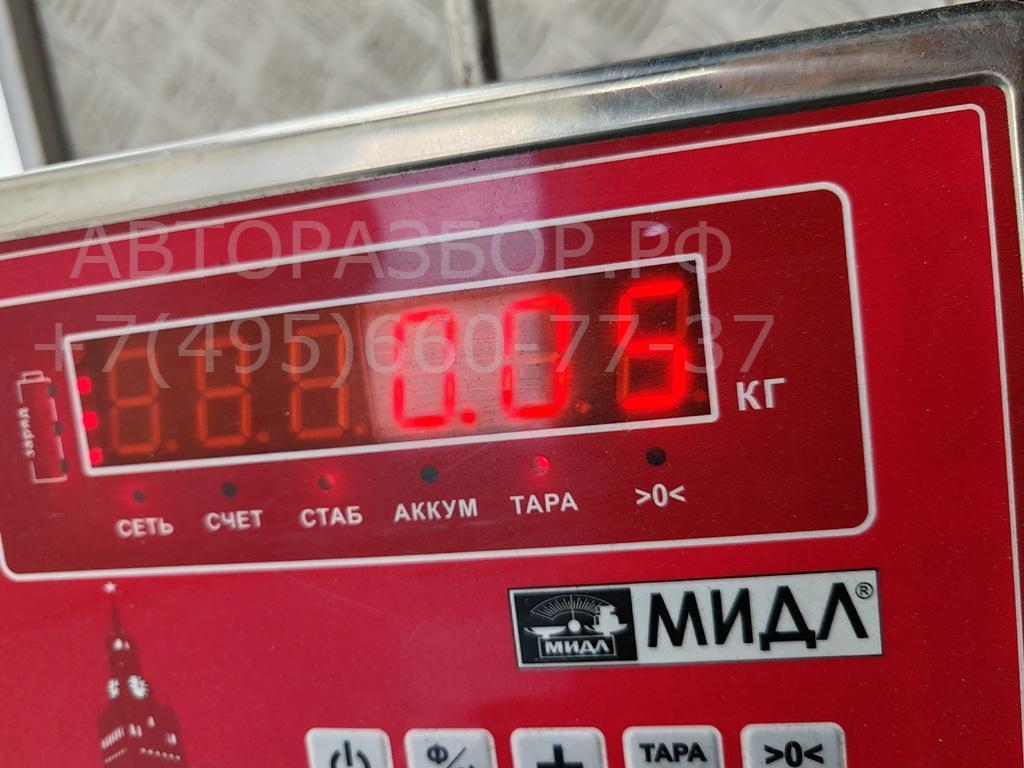 АВТОРАЗБОР.РФ
+7(495)660-77-37
0.05
КГ
заряд
СЕТЬ СЧЕТ СТАБ АККУМ ТАРА >0<
МИДЛ МИДЛ®
Ф/
+ ТАРА >0<